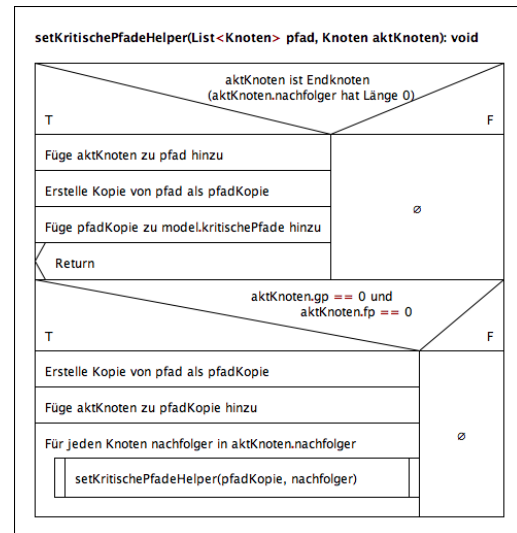 setKritischePfadeHelper(List<Knoten> pfad, Knoten aktKnoten): void
aktKnoten ist Endknoten
(aktKnoten.nachfolger hat Länge 0)
T
F
Füge aktKnoten zu pfad hinzu
Erstelle Kopie von pfad als pfadKopie
∅
Füge pfadKopie zu model.kritischePfade hinzu
Return
aktKnoten.gp == 0 und
aktKnoten.fp == 0
T
F
Erstelle Kopie von pfad als pfadKopie
Füge aktKnoten zu pfadKopie hinzu
Für jeden Knoten nachfolger in aktKnoten.nachfolger
∅
setKritischePfadeHelper(pfadKopie, nachfolger)